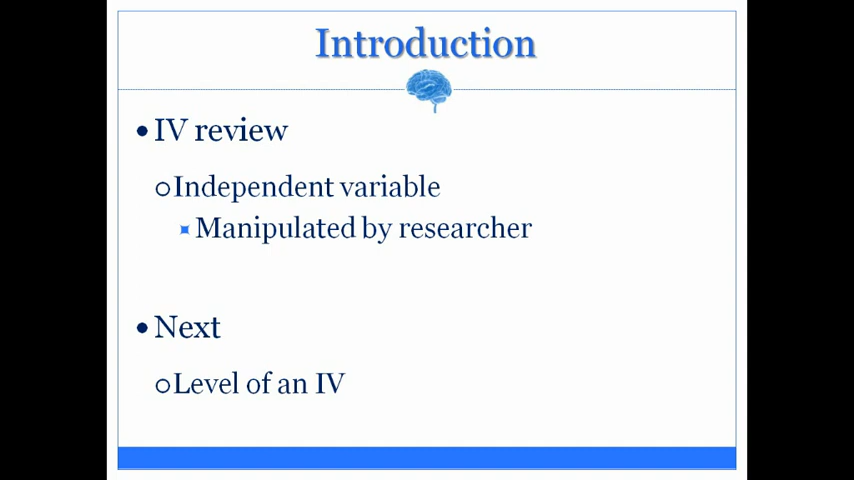 Introduction
• IV review
○ Independent variable
Manipulated by researcher
• Next
○ Level of an IV